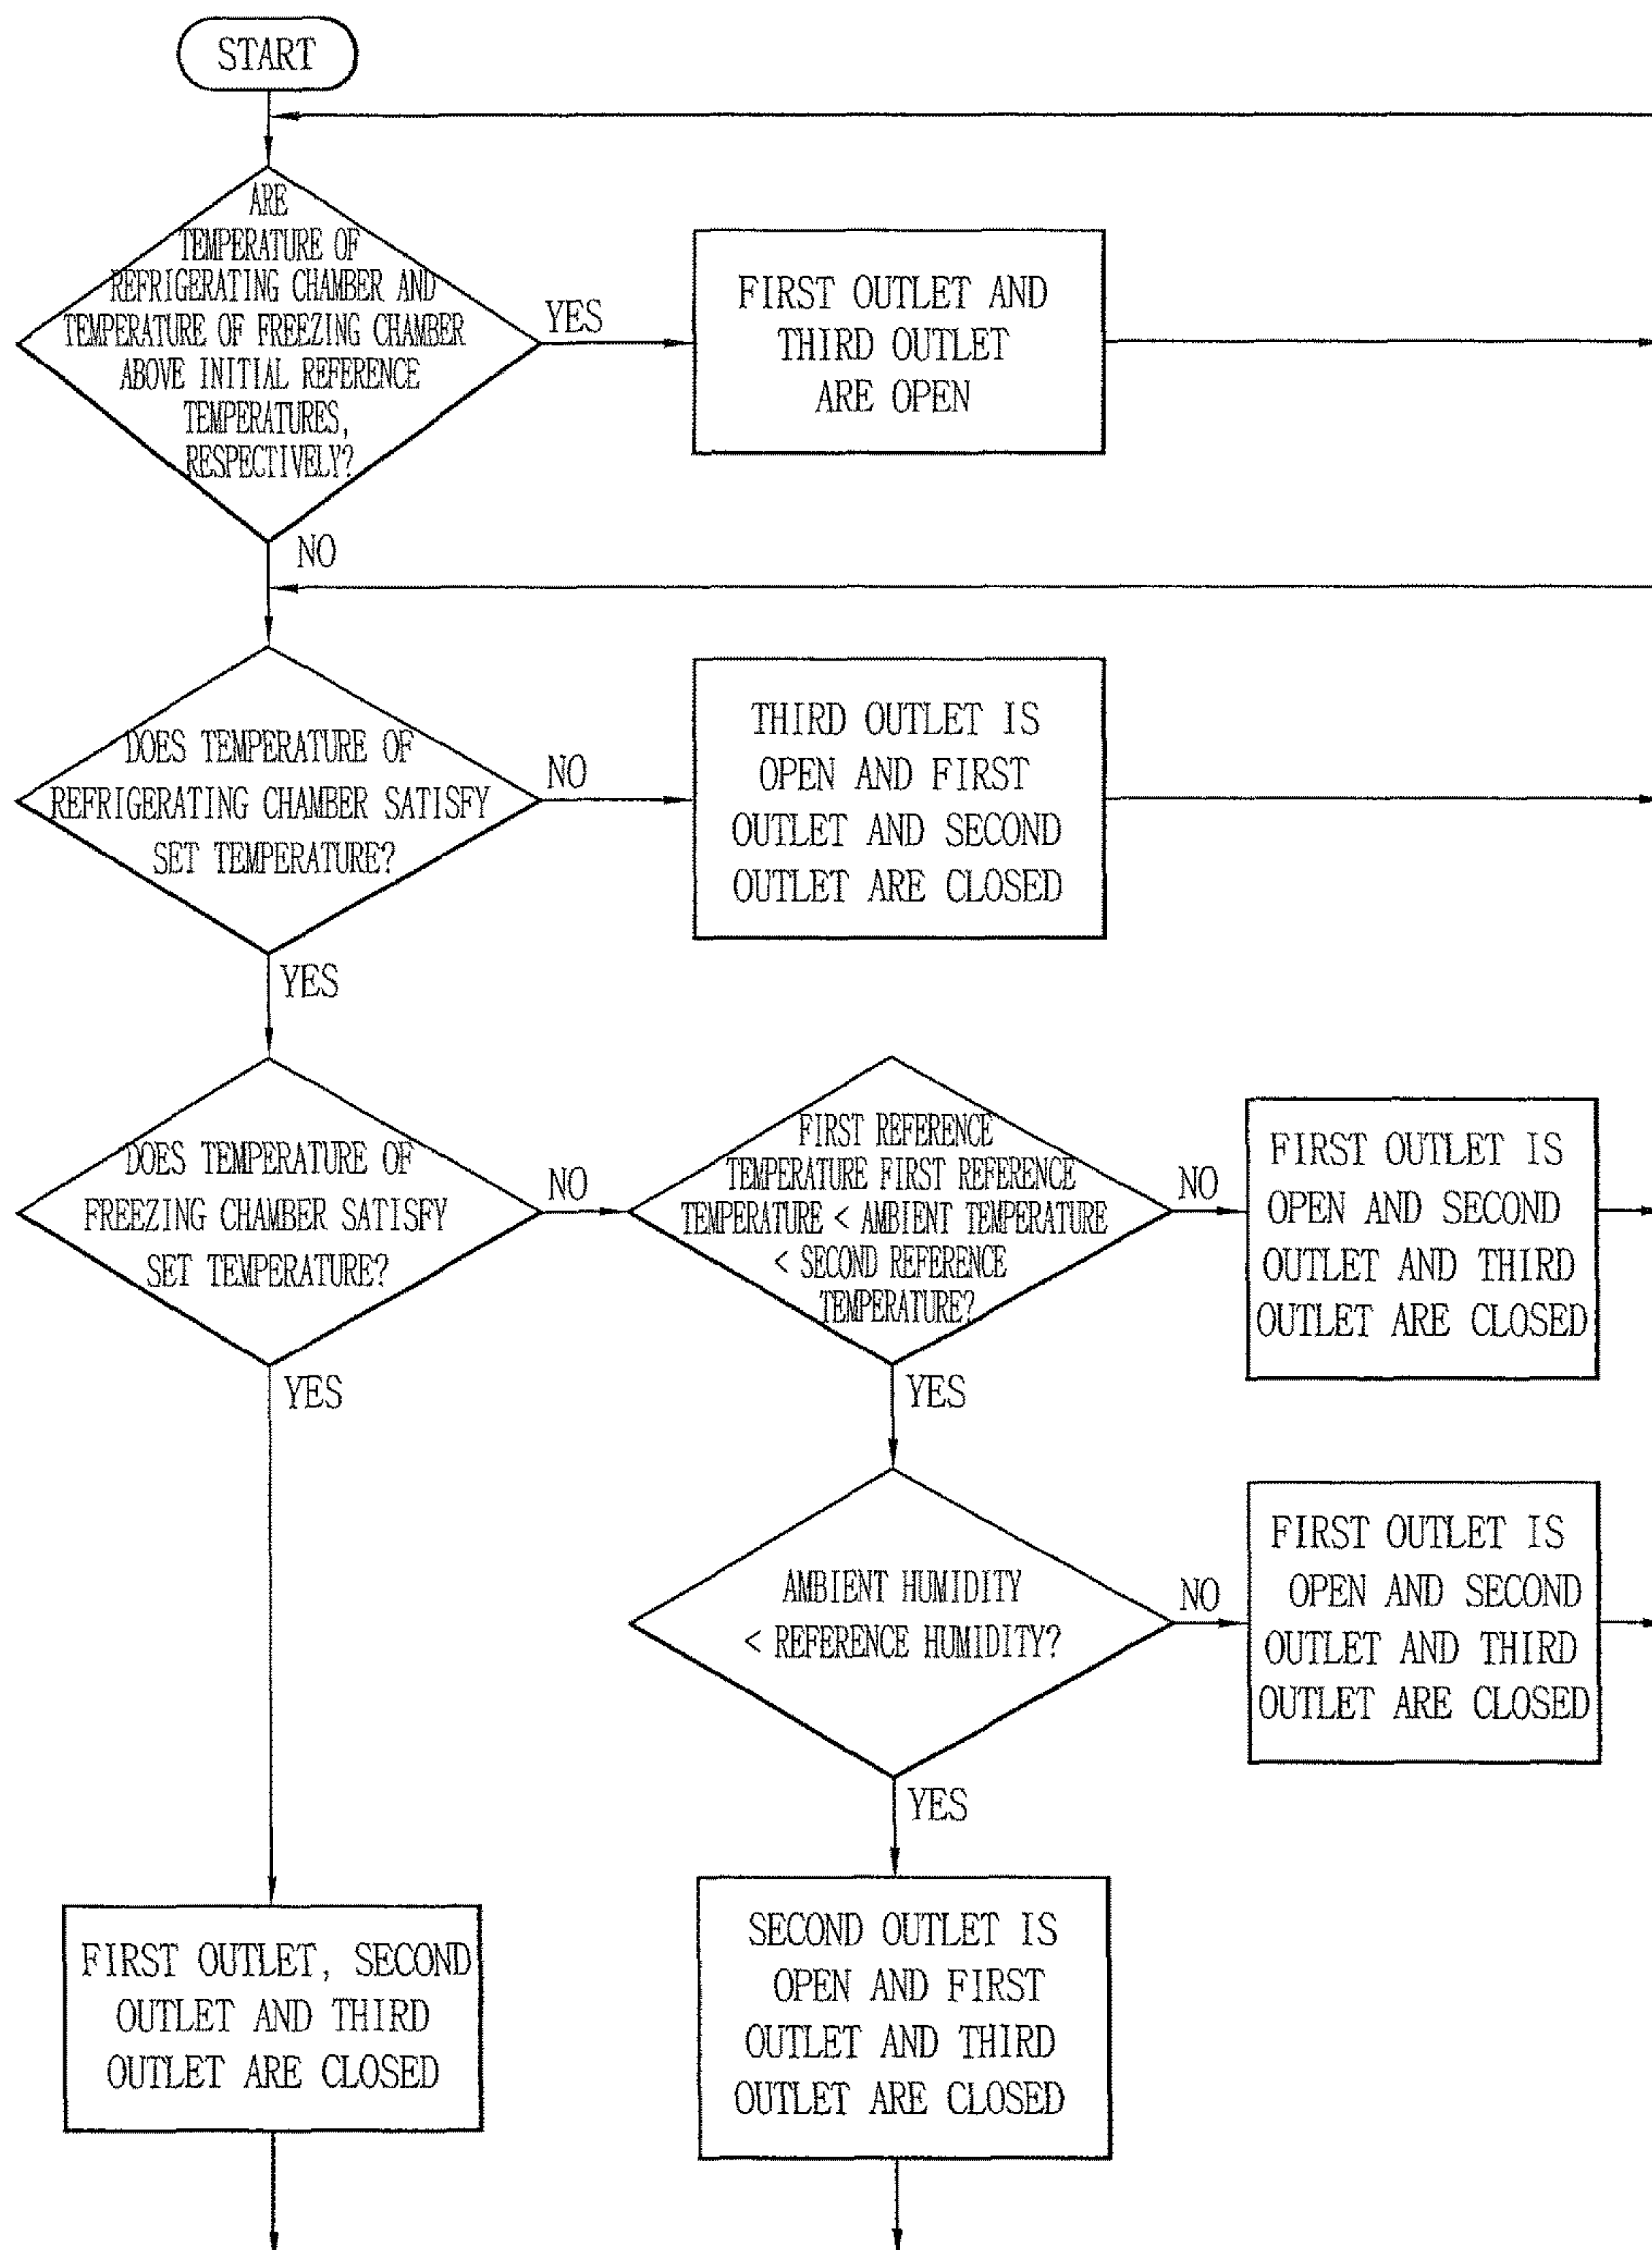 START
ARE
TEMPERATURE OF
REFRIGERATING CHAMBER AND
TEMPERATURE OF FREEZING CHAMBER
ABOVE INITIAL REFERENCE
TEMPERATURES,
RESPECTIVELY?
YES
FIRST OUTLET AND
THIRD OUTLET
ARE OPEN
NO
DOES TEMPERATURE OF
REFRIGERATING CHAMBER SATISFY
SET TEMPERATURE?
NO
THIRD OUTLET IS
OPEN AND FIRST
OUTLET AND SECOND
OUTLET ARE CLOSED
YES
DOES TEMPERATURE OF
FREEZING CHAMBER SATISFY
SET TEMPERATURE?
NO
FIRST REFERENCE
TEMPERATURE FIRST REFERENCE
TEMPERATURE < AMBIENT TEMPERATURE
< SECOND REFERENCE
TEMPERATURE?
NO
FIRST OUTLET IS
OPEN AND SECOND
OUTLET AND THIRD
OUTLET ARE CLOSED
YES
YES
AMBIENT HUMIDITY
< REFERENCE HUMIDITY?
NO
FIRST OUTLET IS
OPEN AND SECOND
OUTLET AND THIRD
OUTLET ARE CLOSED
YES
FIRST OUTLET, SECOND
OUTLET AND THIRD
OUTLET ARE CLOSED
SECOND OUTLET IS
OPEN AND FIRST
OUTLET AND THIRD
OUTLET ARE CLOSED